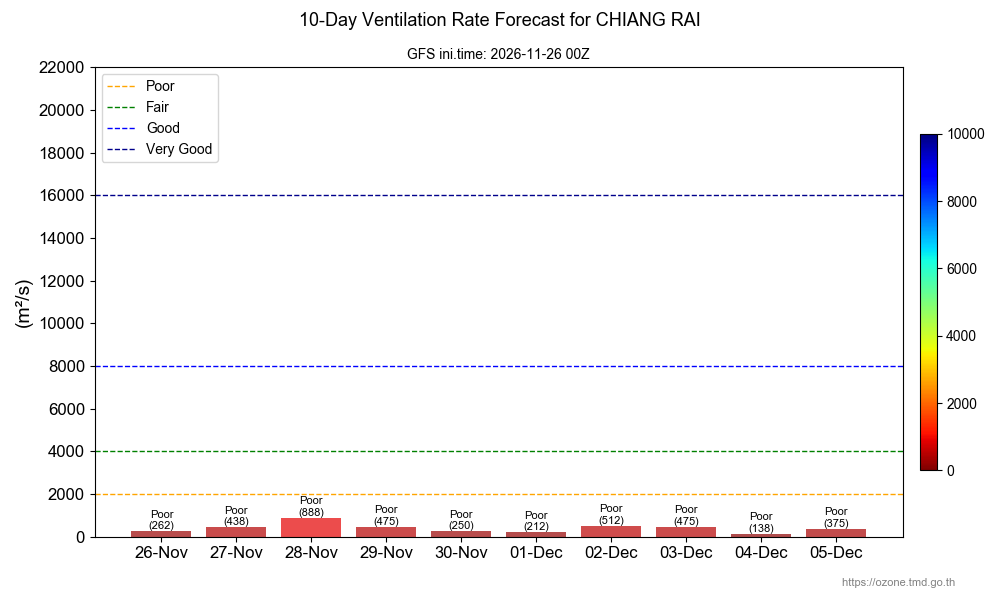 10-Day Ventilation Rate Forecast for CHIANG RAI
GFS ini.time: 2026-11-26 00Z
(m²/s)
22000
20000
18000
16000
14000
12000
10000
8000
6000
4000
2000
0
Poor
Fair
Good
Very Good
Poor
(262)
Poor
(438)
Poor
(888)
Poor
(475)
Poor
(250)
Poor
(212)
Poor
(512)
Poor
(475)
Poor
(138)
Poor
(375)
26-Nov 27-Nov 28-Nov 29-Nov 30-Nov 01-Dec 02-Dec 03-Dec 04-Dec 05-Dec
10000
8000
6000
4000
2000
0
https://ozone.tmd.go.th